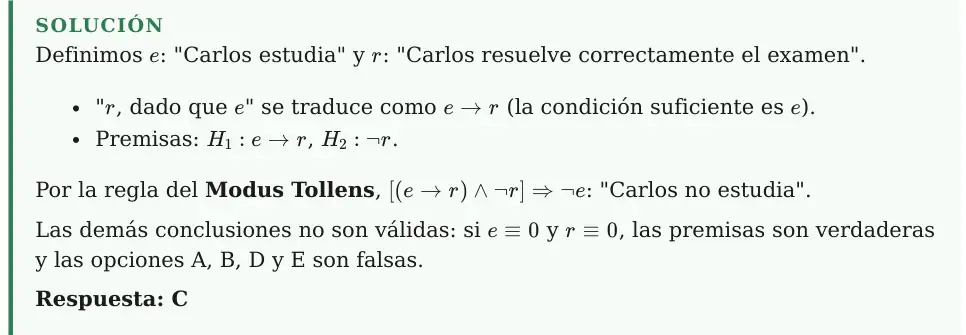 SOLUCIÓN
Definimos e: "Carlos estudia" y r: "Carlos resuelve correctamente el examen".
• "r, dado que e" se traduce como e → r (la condición suficiente es e).
• Premisas: H₁ : e → r, H₂ : ¬r.
Por la regla del Modus Tollens, [(e → r) ∧ ¬r] ⇒ ¬e: "Carlos no estudia".
Las demás conclusiones no son válidas: si e ≡ 0 y r ≡ 0, las premisas son verdaderas
y las opciones A, B, D y E son falsas.
Respuesta: C